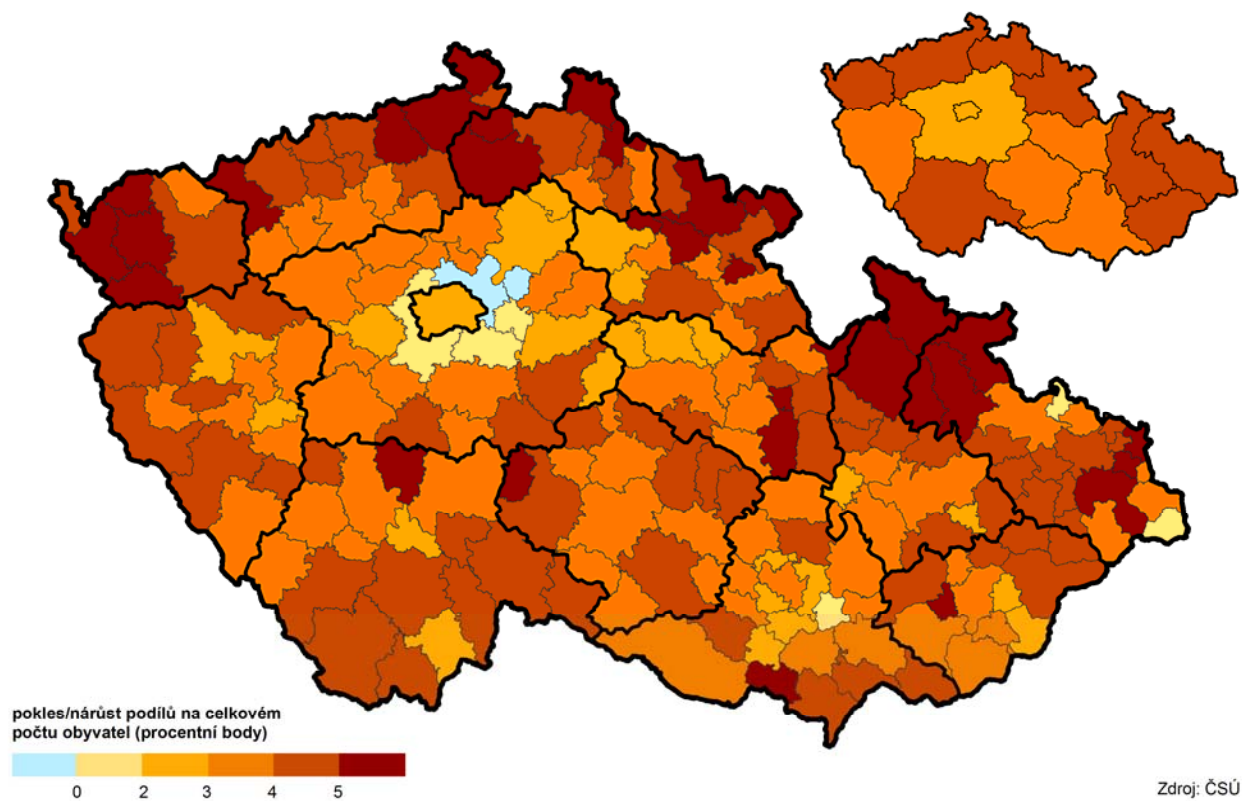 pokles/nárůst podílů na celkovém
počtu obyvatel (procentní body)
0 2 3 4 5
Zdroj: ČSÚ